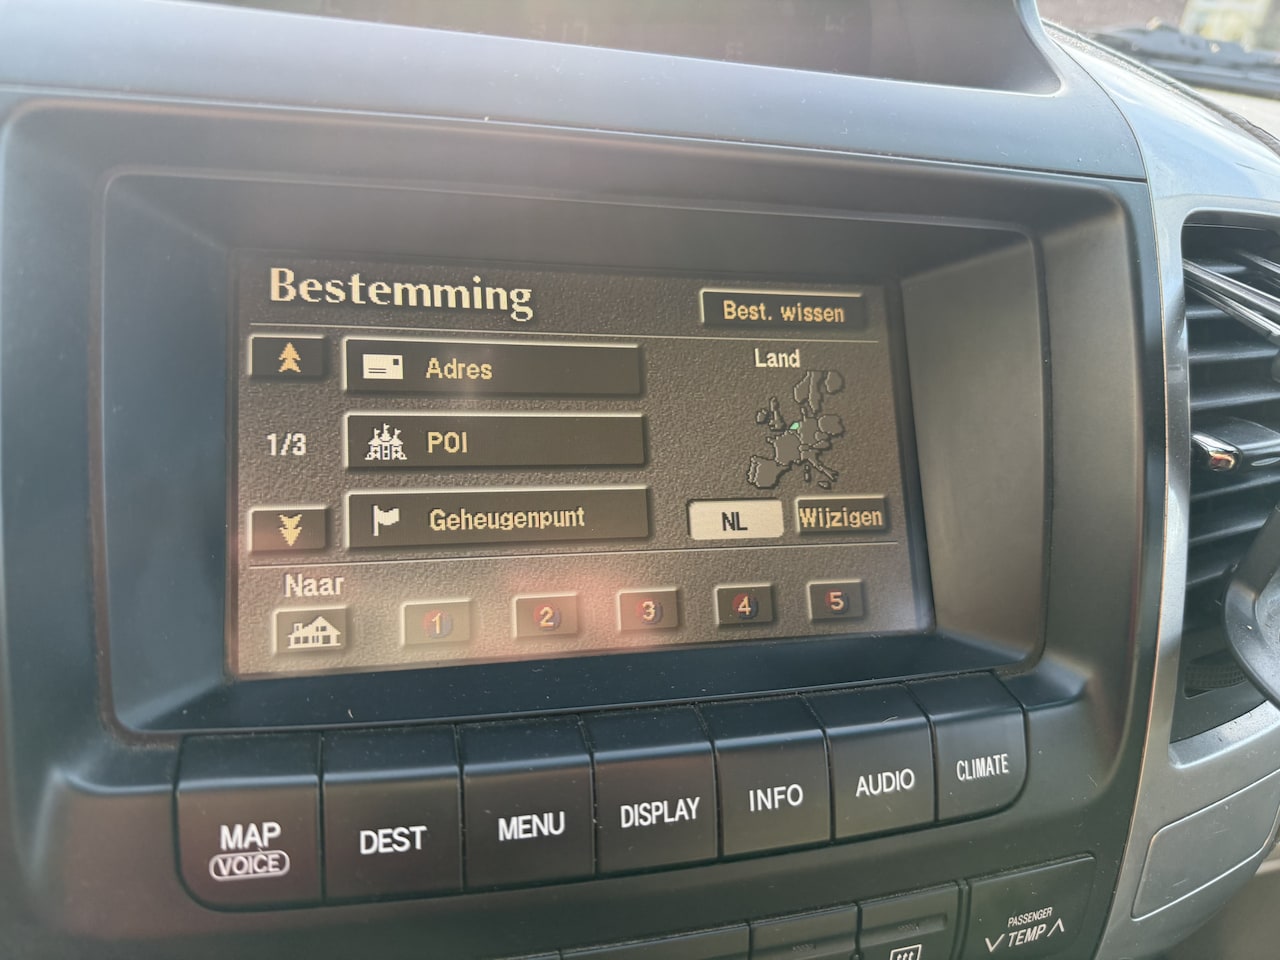 Bestemming
Best. wissen
Adres
Land
1/3
POI
Geheugenpunt
NL
Wijzigen
Naar
1
2
3
4
5
MAP
VOICE
DEST
MENU
DISPLAY
INFO
AUDIO
CLIMATE
PASSENGER
TEMP